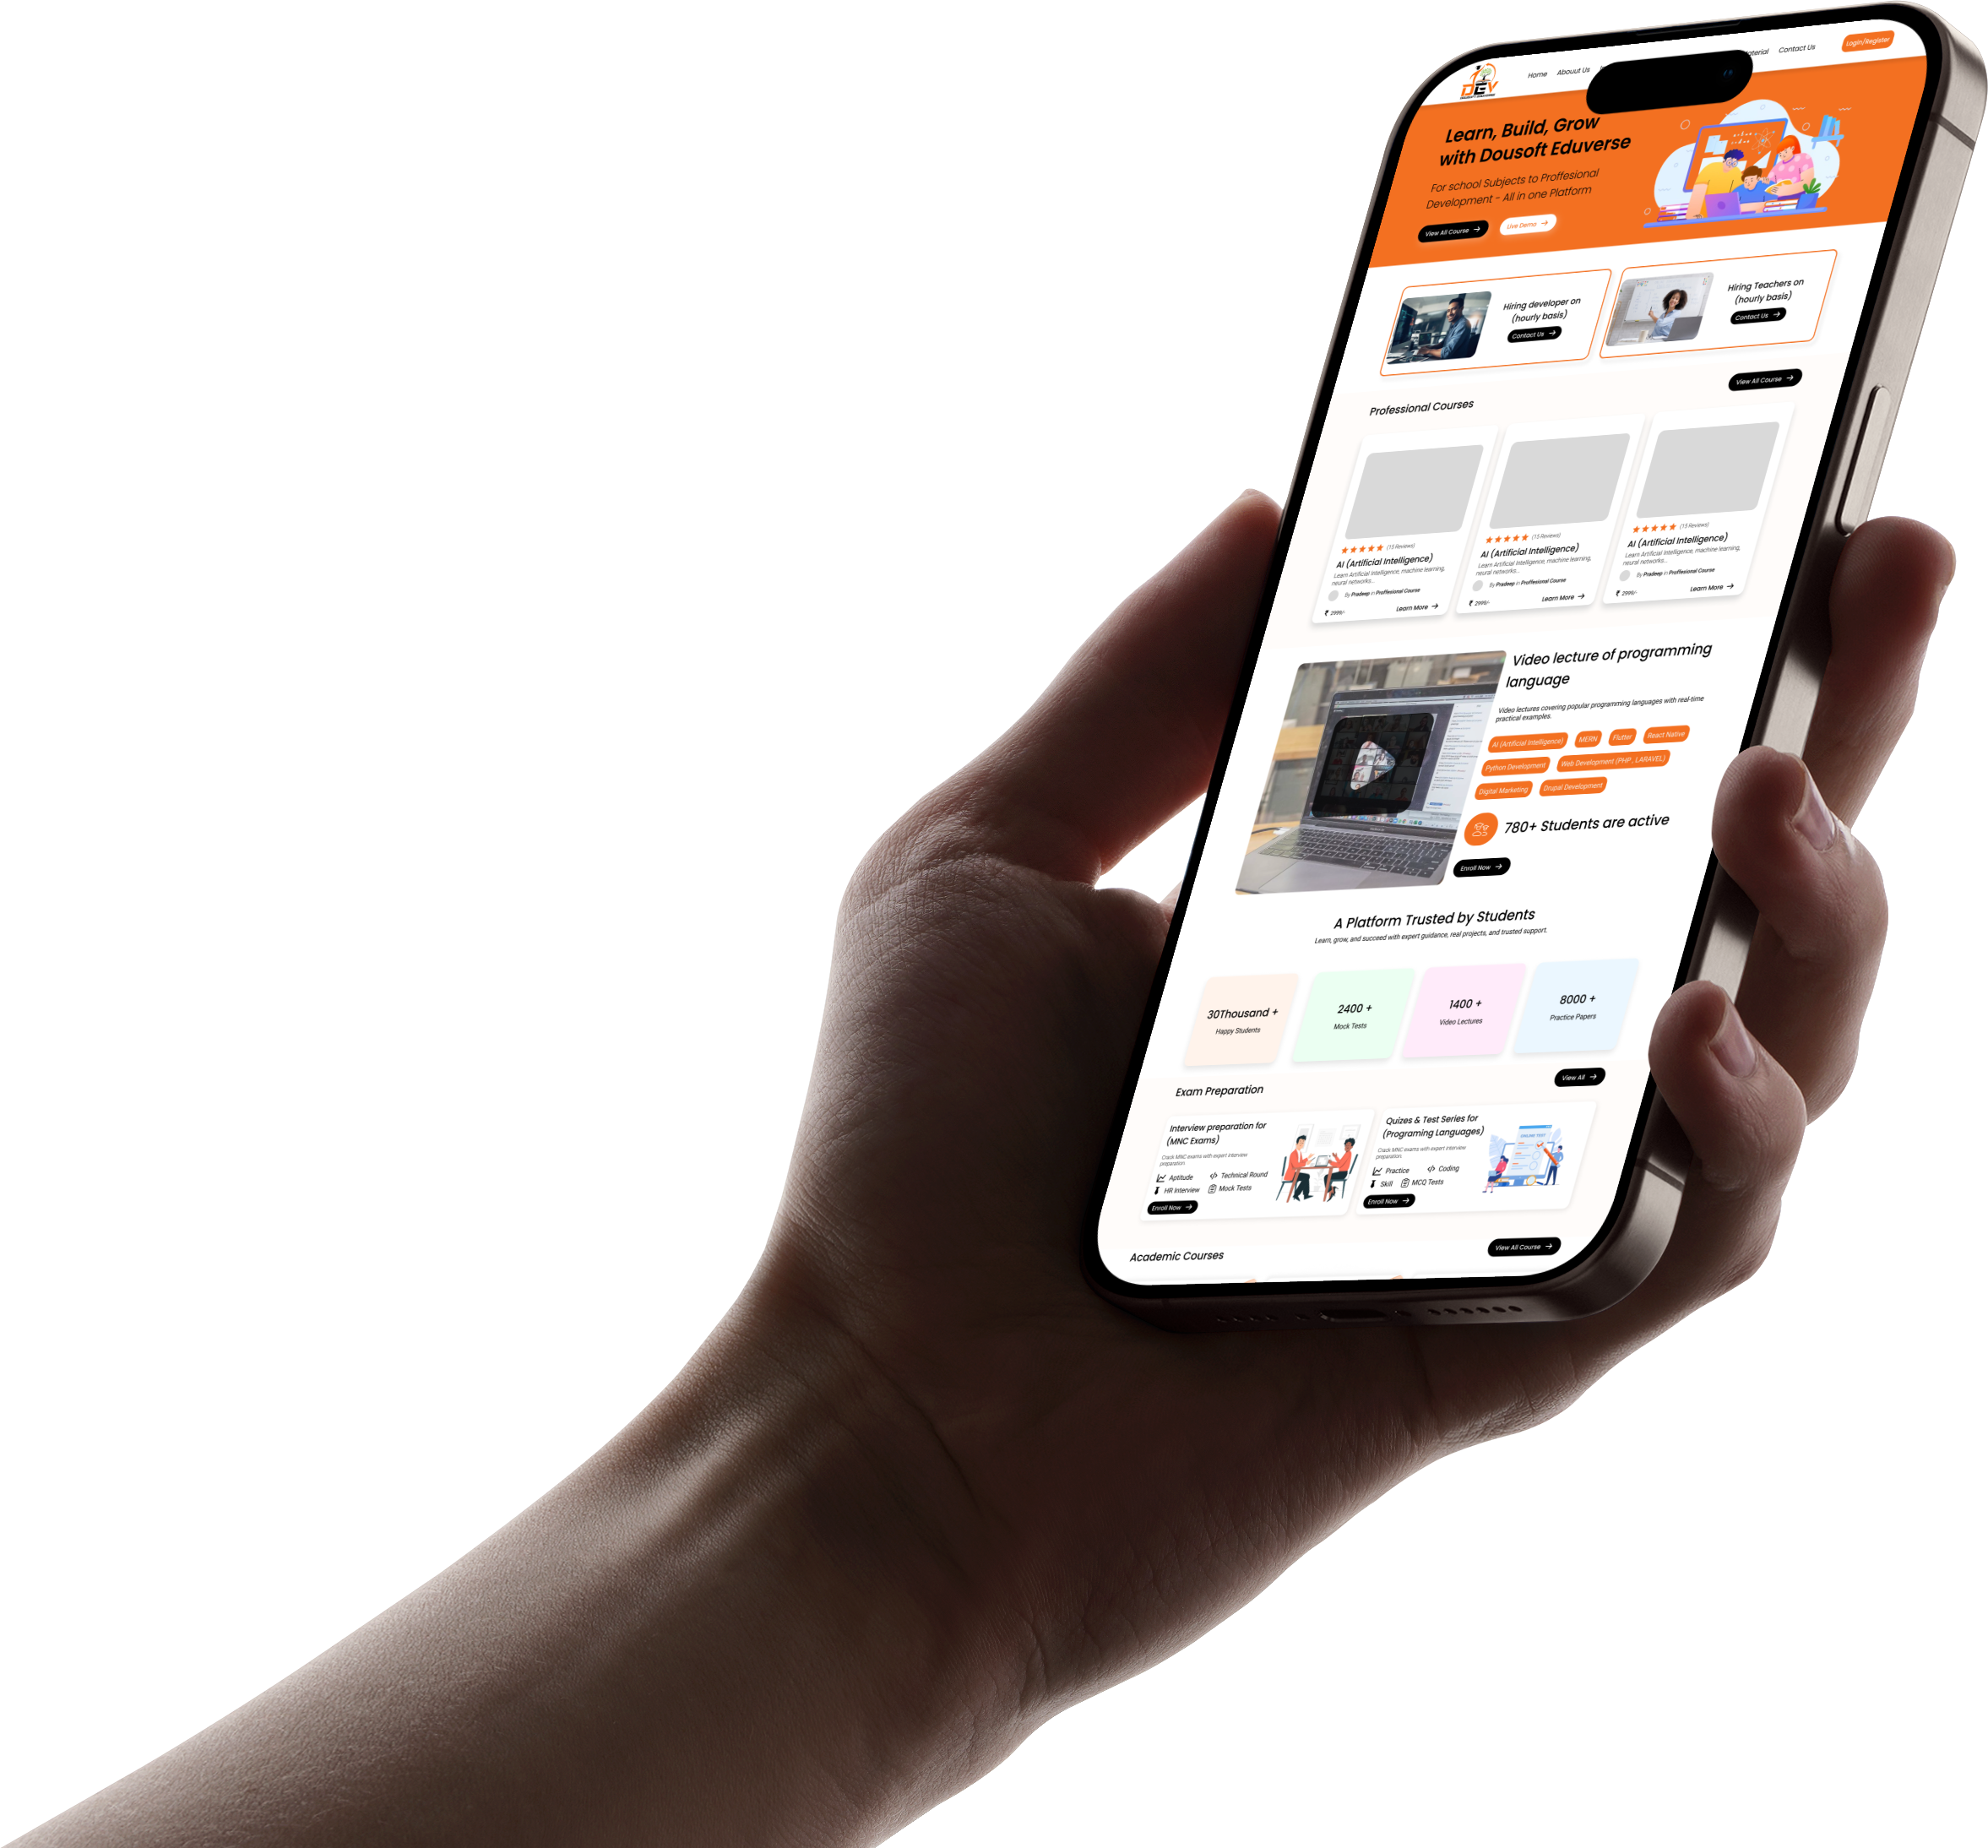 Home
Abouut Us
Contact Us
Login/Register
DEV
Learn, Build, Grow
with Dousoft Eduverse
For school Subjects to Proffesional
Development - All in one Platform
View All Course
Live Demo
Hiring developer on
(hourly basis)
Contact Us
Hiring Teachers on
(hourly basis)
Contact Us
View All Course
Professional Courses
(15 Reviews)
AI (Artificial Intelligence)
Learn Artificial Intelligence, machine learning,
neural networks...
By Pradeep in Proffesional Course
₹ 2999/-
Learn More
(15 Reviews)
AI (Artificial Intelligence)
Learn Artificial Intelligence, machine learning,
neural networks...
By Pradeep in Proffesional Course
₹ 2999/-
Learn More
(15 Reviews)
AI (Artificial Intelligence)
Learn Artificial Intelligence, machine learning,
neural networks...
By Pradeep in Proffesional Course
₹ 2999/-
Learn More
Video lecture of programming
language
Video lectures covering popular programming languages with real-time
practical examples.
AI (Artificial Intelligence)
MERN
Flutter
React Native
Python Development
Web Development (PHP , LARAVEL)
Digital Marketing
Drupal Development
780+ Students are active
Enroll Now
A Platform Trusted by Students
Learn, grow, and succeed with expert guidance, real projects, and trusted support.
30Thousand +
Happy Students
2400 +
Mock Tests
1400 +
Video Lectures
8000 +
Practice Papers
Exam Preparation
View All
Interview preparation for
(MNC Exams)
Crack MNC exams with expert interview
preparation.
Aptitude
Technical Round
HR Interview
Mock Tests
Enroll Now
Quizes & Test Series for
(Programing Languages)
Crack MNC exams with expert interview
preparation.
Practice
Coding
Skill
MCQ Tests
Enroll Now
ONLINE TEST
Academic Courses
View All Course